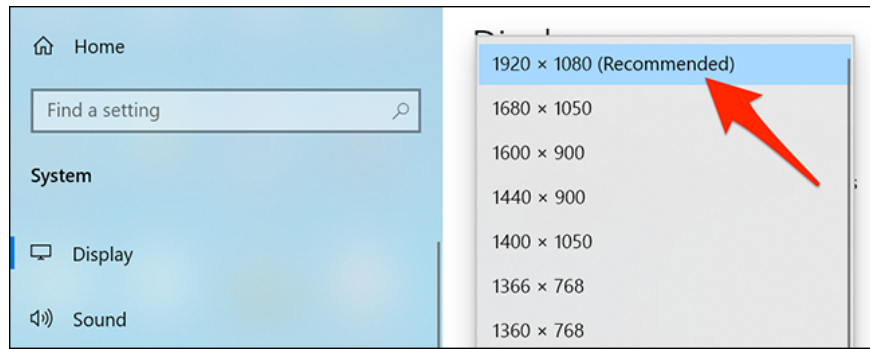 Home
Find a setting
System
Display
Sound
1920 × 1080 (Recommended)
1680 × 1050
1600 × 900
1440 × 900
1400 × 1050
1366 × 768
1360 × 768